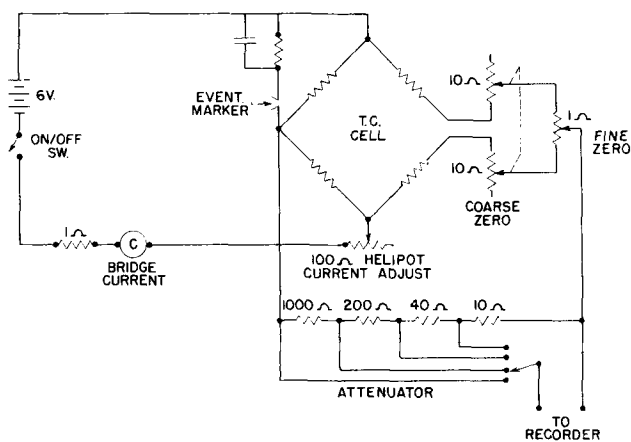 6V.
ON/OFF
SW.
1Ω
C
BRIDGE
CURRENT
EVENT
MARKER
T.C.
CELL
10Ω
10Ω
COARSE
ZERO
1Ω
FINE
ZERO
100Ω HELIPOT
CURRENT ADJUST
1000Ω 200Ω 40Ω 10Ω
ATTENUATOR
TO
RECORDER